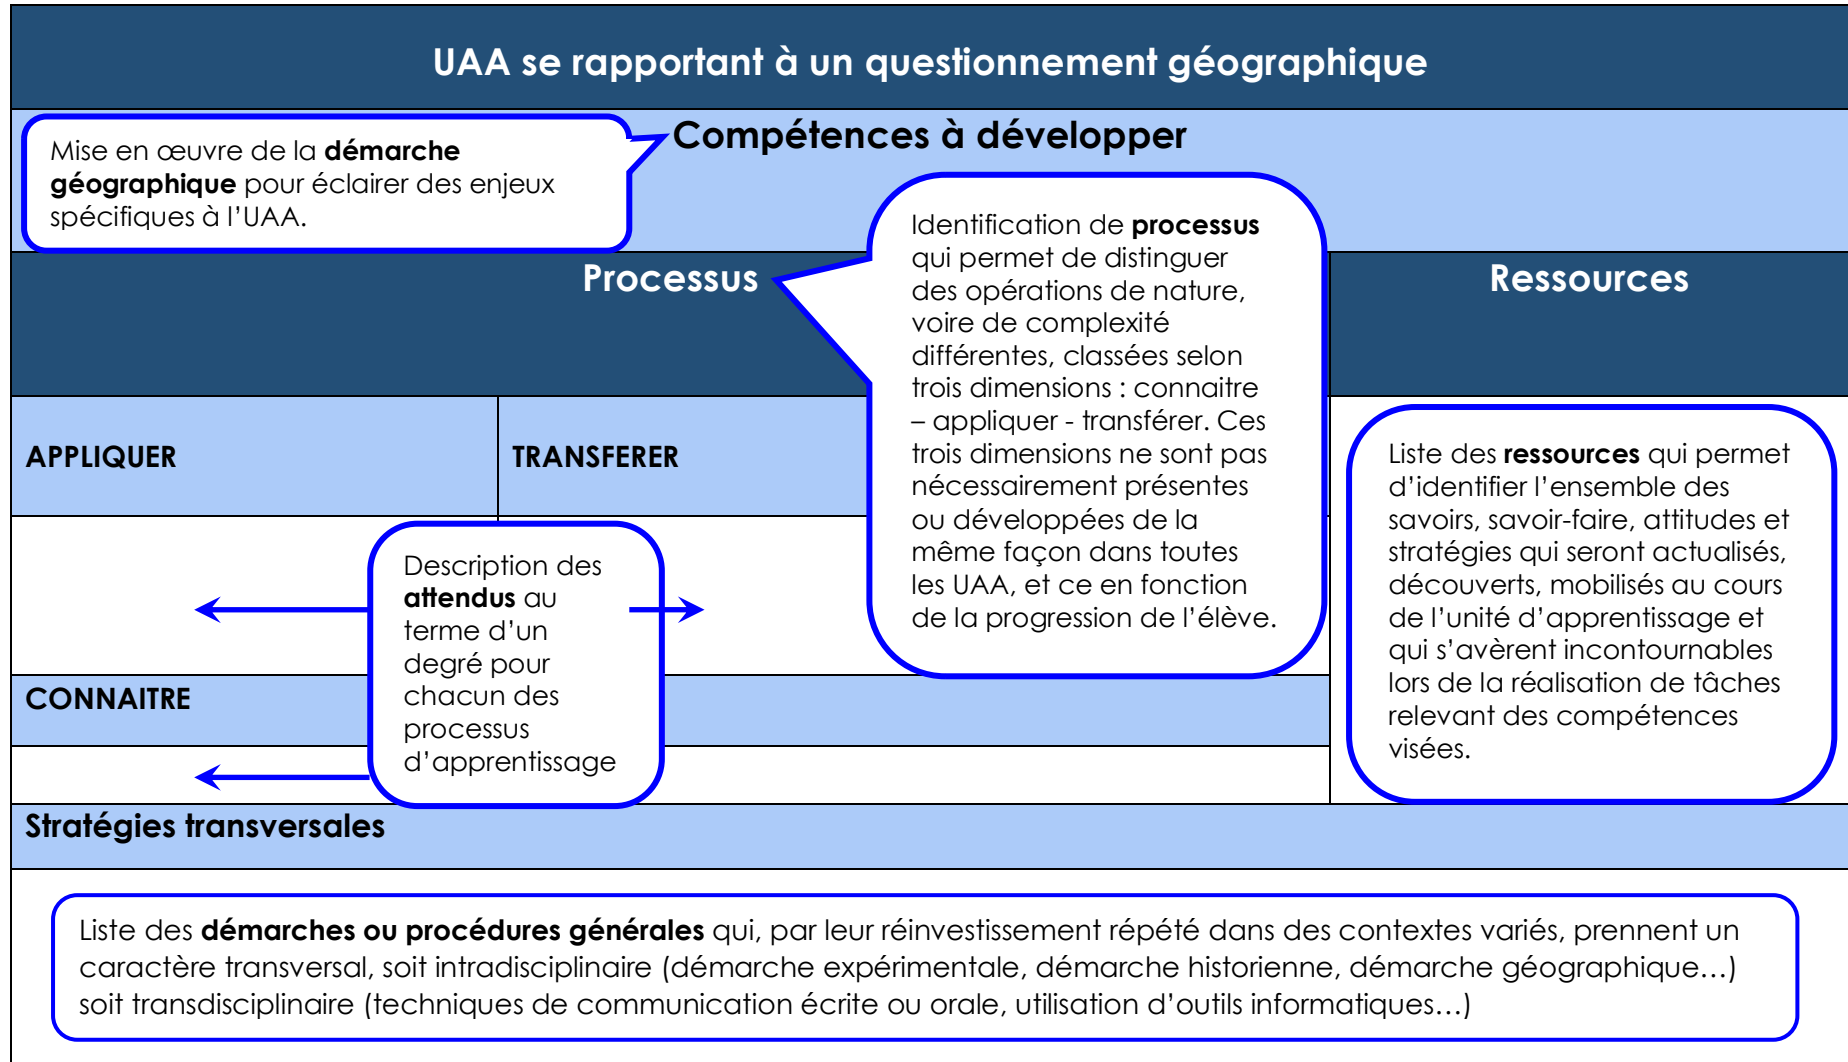 UAA se rapportant à un questionnement géographique
Compétences à développer
Mise en œuvre de la démarche
géographique pour éclairer des enjeux
spécifiques à l’UAA.
Processus
Identification de processus
qui permet de distinguer
des opérations de nature,
voire de complexité
différentes, classées selon
trois dimensions : connaitre
– appliquer - transférer. Ces
trois dimensions ne sont pas
nécessairement présentes
ou développées de la
même façon dans toutes
les UAA, et ce en fonction
de la progression de l’élève.
Ressources
APPLIQUER
TRANSFERER
Liste des ressources qui permet
d’identifier l’ensemble des
savoirs, savoir-faire, attitudes et
stratégies qui seront actualisés,
découverts, mobilisés au cours
de l’unité d’apprentissage et
qui s’avèrent incontournables
lors de la réalisation de tâches
relevant des compétences
visées.
Description des
attendus au
terme d’un
degré pour
chacun des
processus
d’apprentissage
CONNAITRE
Stratégies transversales
Liste des démarches ou procédures générales qui, par leur réinvestissement répété dans des contextes variés, prennent un
caractère transversal, soit intradisciplinaire (démarche expérimentale, démarche historienne, démarche géographique…)
soit transdisciplinaire (techniques de communication écrite ou orale, utilisation d’outils informatiques…)